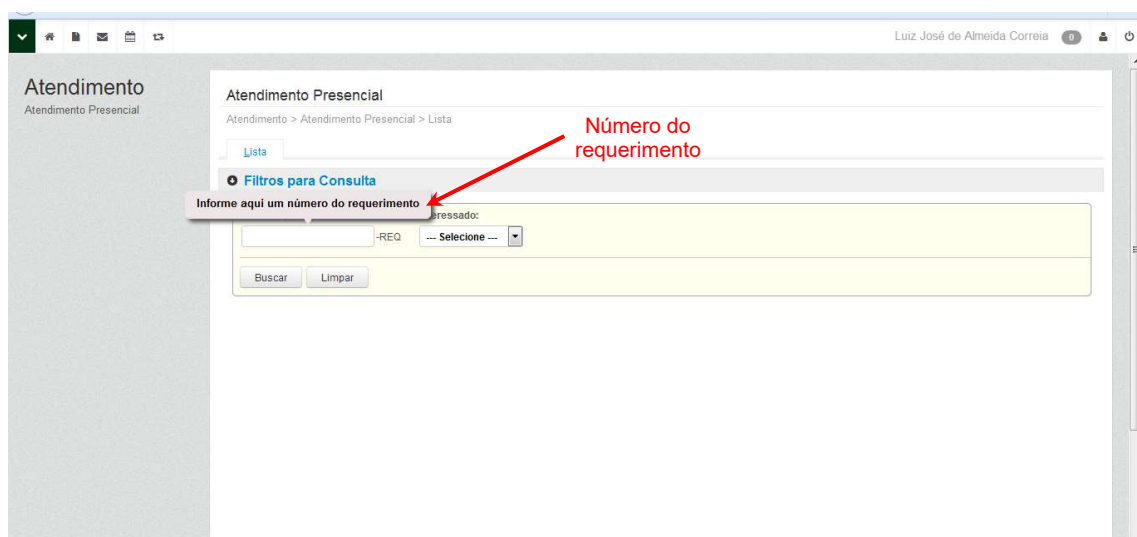 Luiz José de Almeida Correia 0
Atendimento
Atendimento Presencial
Atendimento Presencial
Atendimento > Atendimento Presencial > Lista
Número do
requerimento
Lista
Filtros para Consulta
Informe aqui um número do requerimento
eressado:
-REQ --- Selecione ---
Buscar Limpar